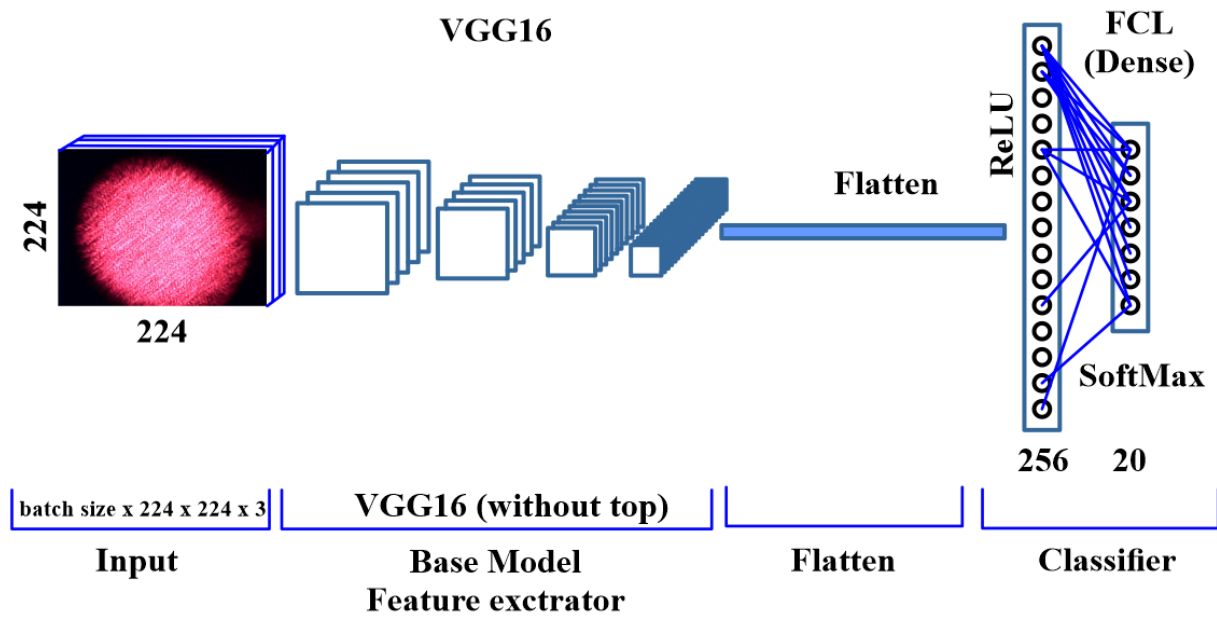 VGG16
FCL
(Dense)
ReLU
Flatten
224
224
SoftMax
256
20
batch size x 224 x 224 x 3
VGG16 (without top)
Input
Base Model
Feature exctrator
Flatten
Classifier